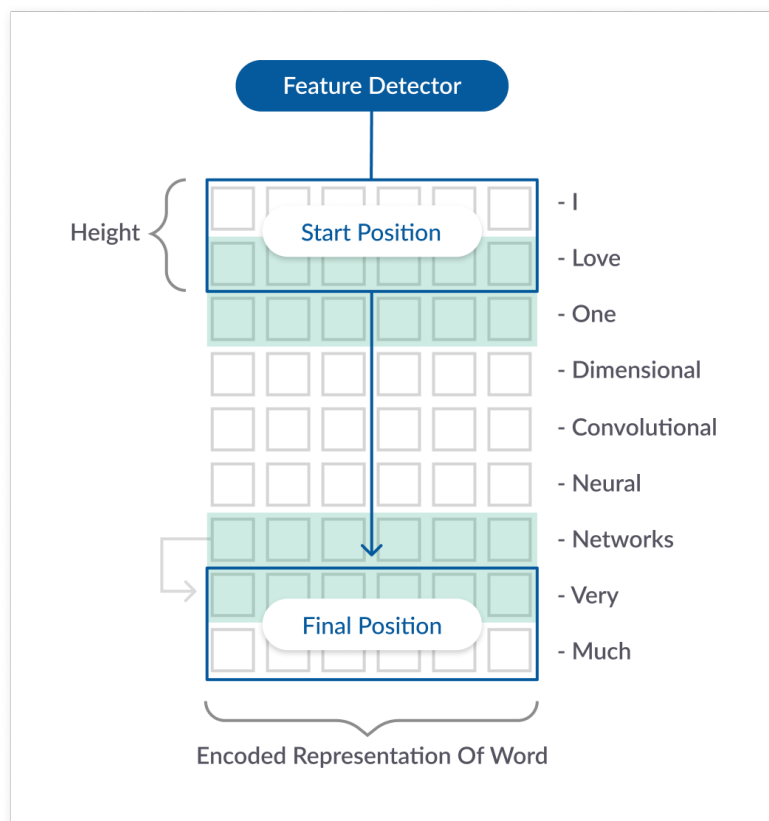 Feature Detector
Height
Start Position
- I
- Love
- One
- Dimensional
- Convolutional
- Neural
- Networks
- Very
Final Position
- Much
Encoded Representation Of Word